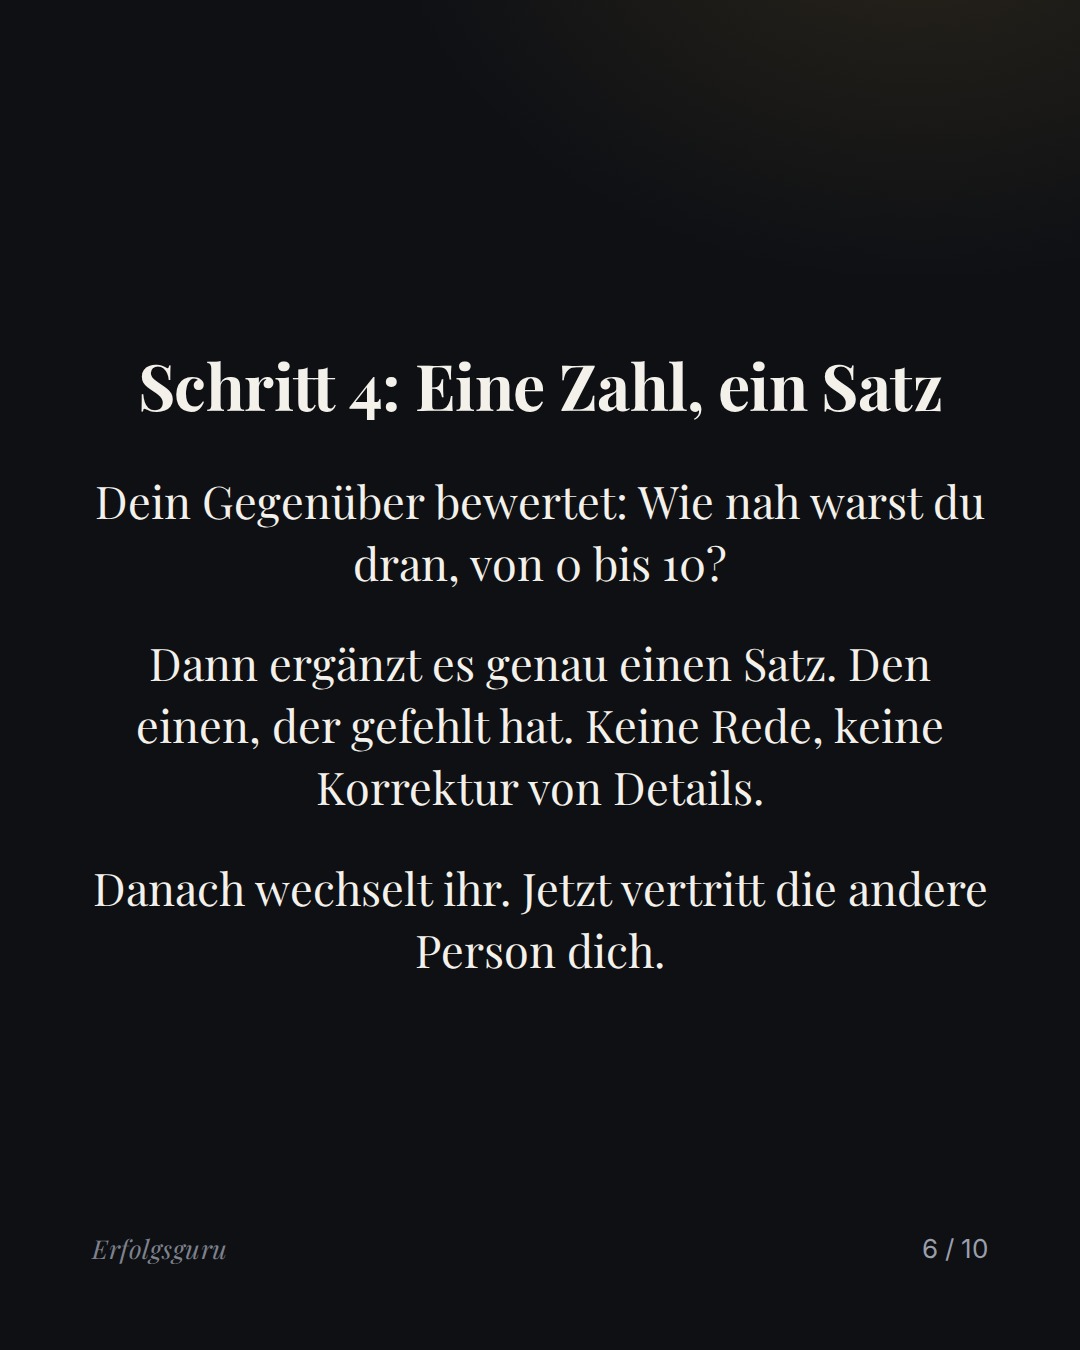 Schritt 4: Eine Zahl, ein Satz
Dein Gegenüber bewertet: Wie nah warst du
dran, von 0 bis 10?
Dann ergänzt es genau einen Satz. Den
einen, der gefehlt hat. Keine Rede, keine
Korrektur von Details.
Danach wechselt ihr. Jetzt vertritt die andere
Person dich.
Erfolgsguru
6 / 10